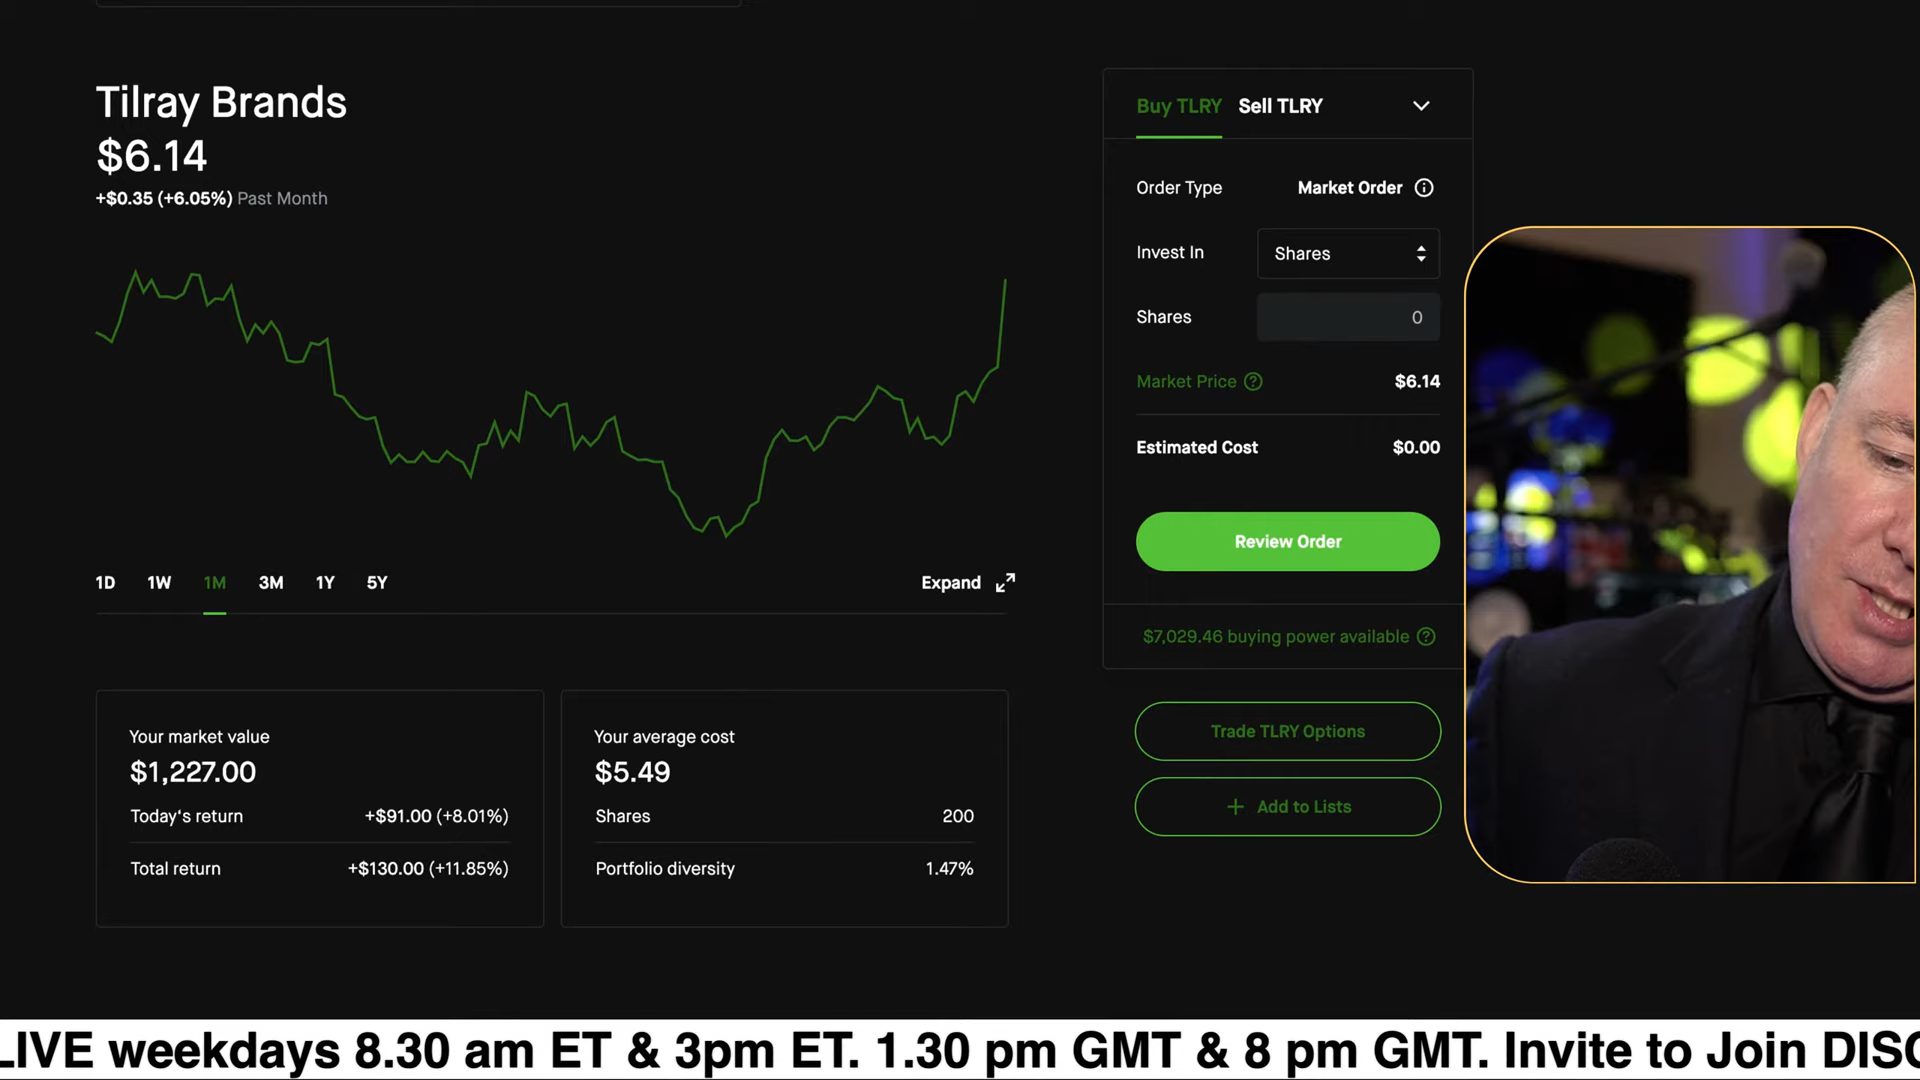 Tilray Brands
$6.14
+$0.35 (+6.05%) Past Month
1D 1W 1M 3M 1Y 5Y Expand
Your market value
$1,227.00
Today's return +$91.00 (+8.01%)
Total return +$130.00 (+11.85%)
Your average cost
$5.49
Shares 200
Portfolio diversity 1.47%
Buy TLRY Sell TLRY
Order Type Market Order
Invest In Shares
Shares 0
Market Price $6.14
Estimated Cost $0.00
Review Order
$7,029.46 buying power available
Trade TLRY Options
+ Add to Lists
LIVE weekdays 8.30 am ET & 3pm ET. 1.30 pm GMT & 8 pm GMT. Invite to Join DISC